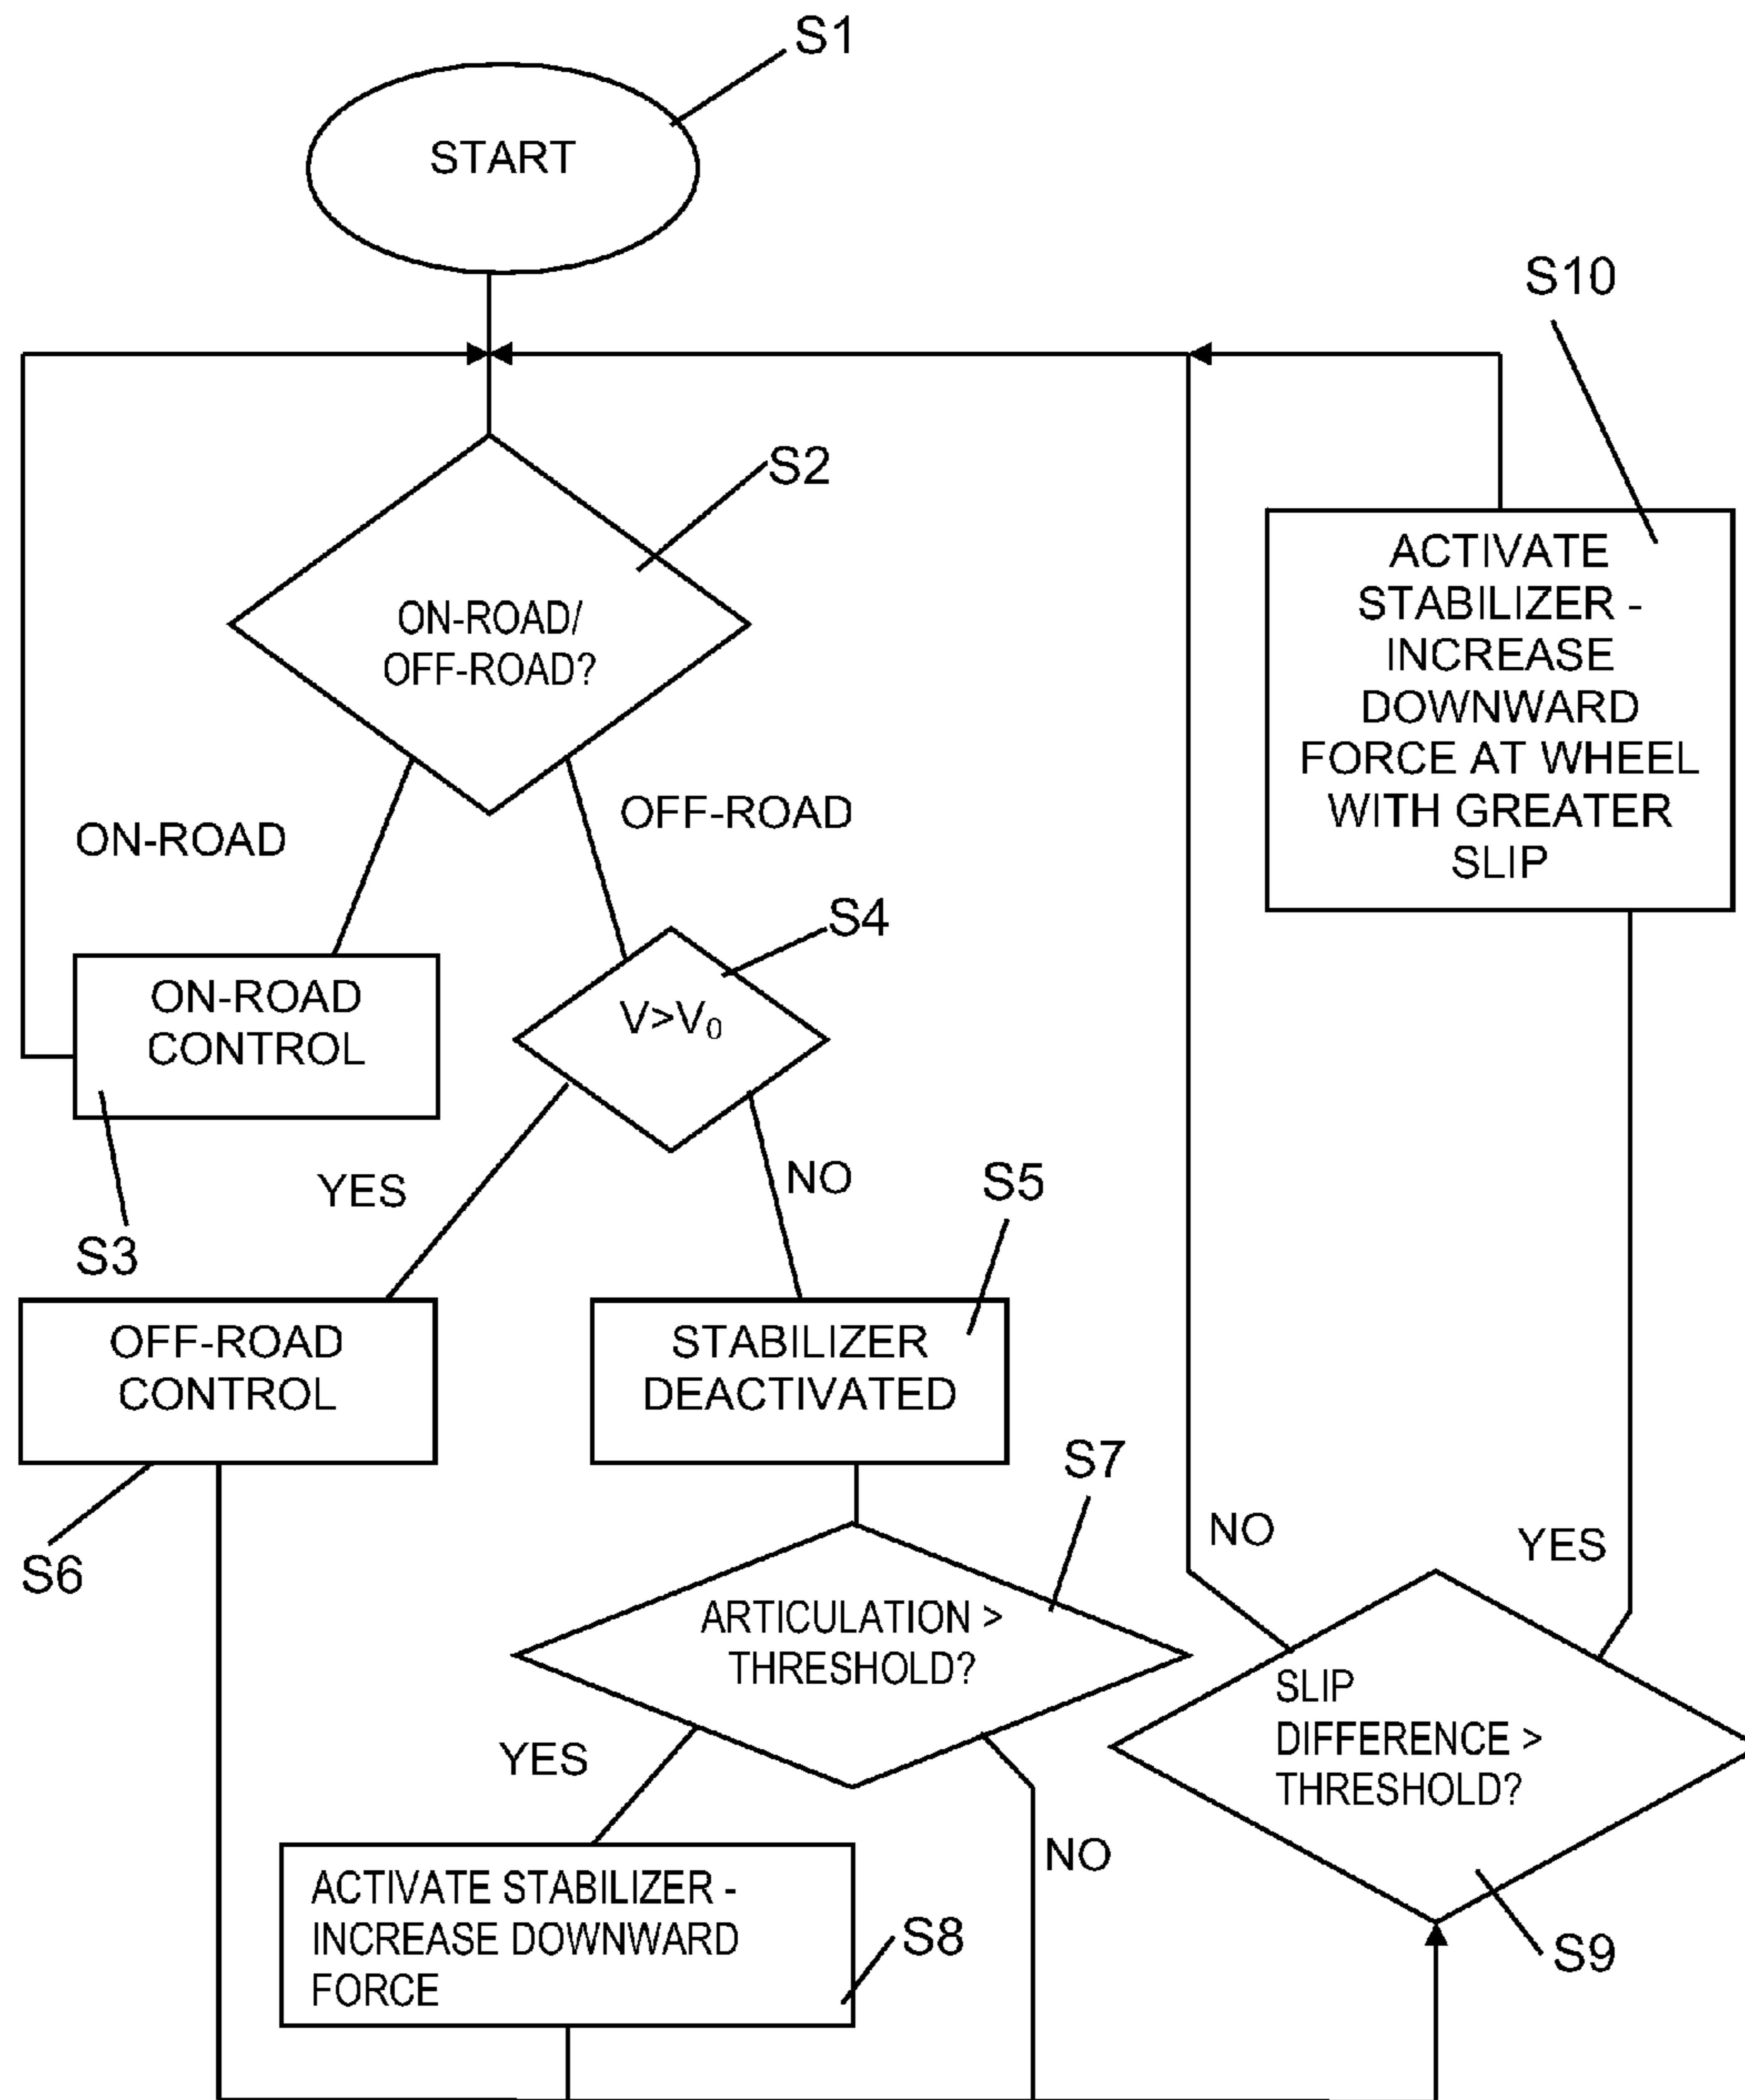 S1
START
S10
S2
ON-ROAD/
OFF-ROAD?
ACTIVATE
STABILIZER -
INCREASE
DOWNWARD
FORCE AT WHEEL
WITH GREATER
SLIP
ON-ROAD
OFF-ROAD
S4
ON-ROAD
CONTROL
V>V₀
YES
NO
S5
S3
OFF-ROAD
CONTROL
STABILIZER
DEACTIVATED
S7
NO
YES
S6
ARTICULATION >
THRESHOLD?
SLIP
DIFFERENCE >
THRESHOLD?
YES
NO
ACTIVATE STABILIZER -
INCREASE DOWNWARD
FORCE
S8
S9